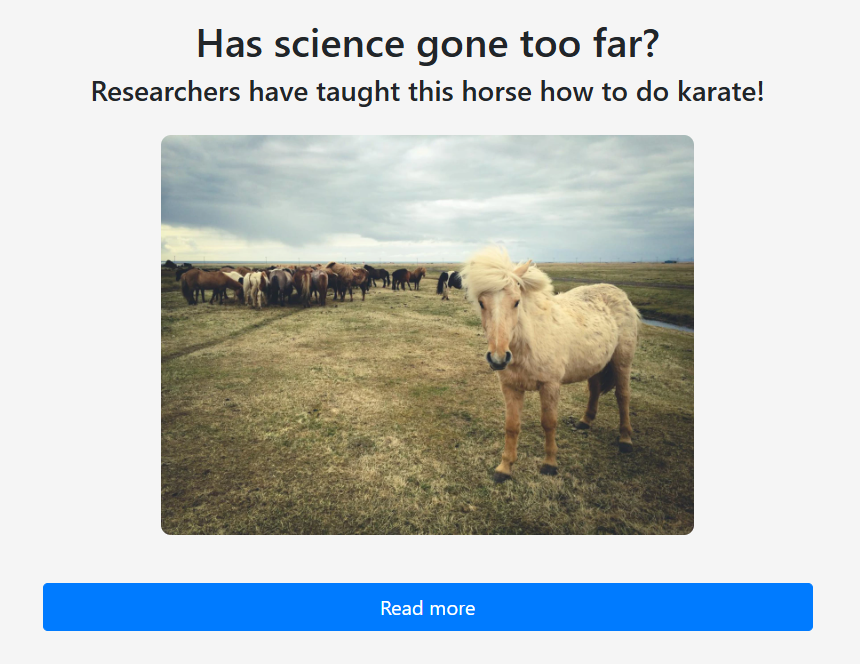 Has science gone too far?
Researchers have taught this horse how to do karate!
Read more